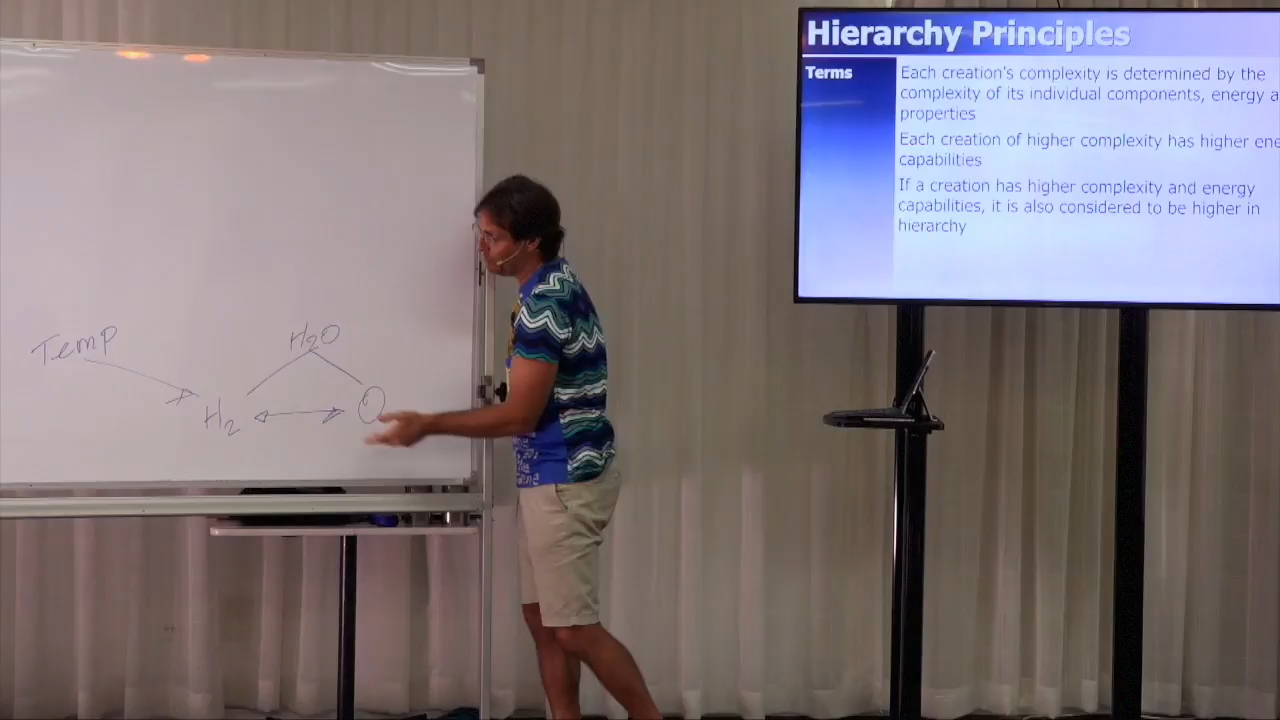 Temp
H2O
H2
O
Hierarchy Principles
Terms
Each creation's complexity is determined by the
complexity of its individual components, energy a
properties
Each creation of higher complexity has higher ene
capabilities
If a creation has higher complexity and energy
capabilities, it is also considered to be higher in
hierarchy